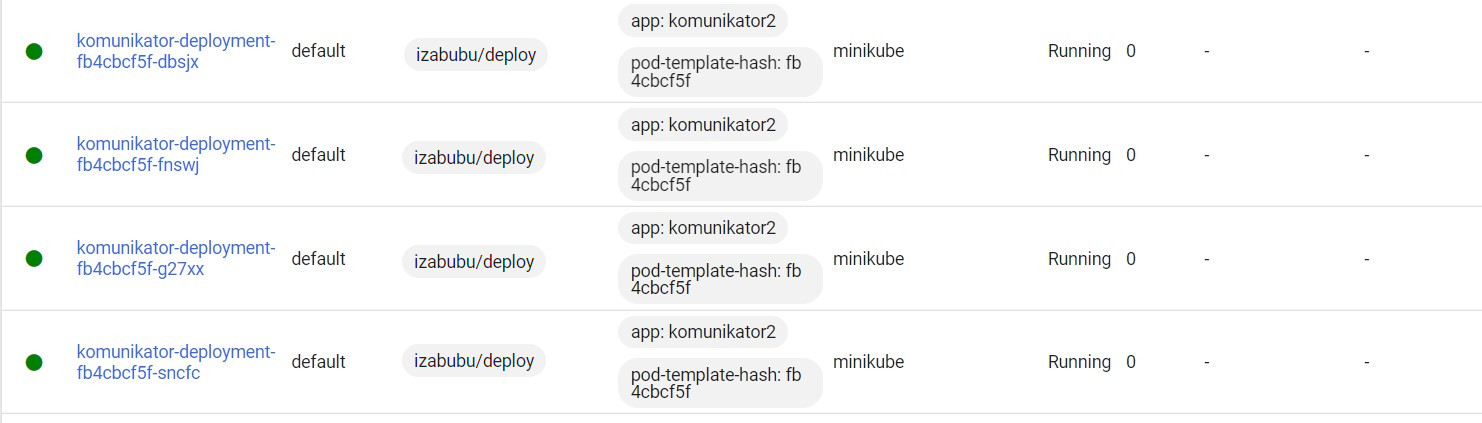 app: komunikator2
komunikator-deployment- default izabubu/deploy minikube Running 0 - -
fb4cbcf5f-dbsjx
pod-template-hash: fb
4cbcf5f
app: komunikator2
komunikator-deployment- default izabubu/deploy minikube Running 0 - -
fb4cbcf5f-fnswj
pod-template-hash: fb
4cbcf5f
app: komunikator2
komunikator-deployment- default izabubu/deploy minikube Running 0 - -
fb4cbcf5f-g27xx
pod-template-hash: fb
4cbcf5f
app: komunikator2
komunikator-deployment- default izabubu/deploy minikube Running 0 - -
fb4cbcf5f-sncfc
pod-template-hash: fb
4cbcf5f